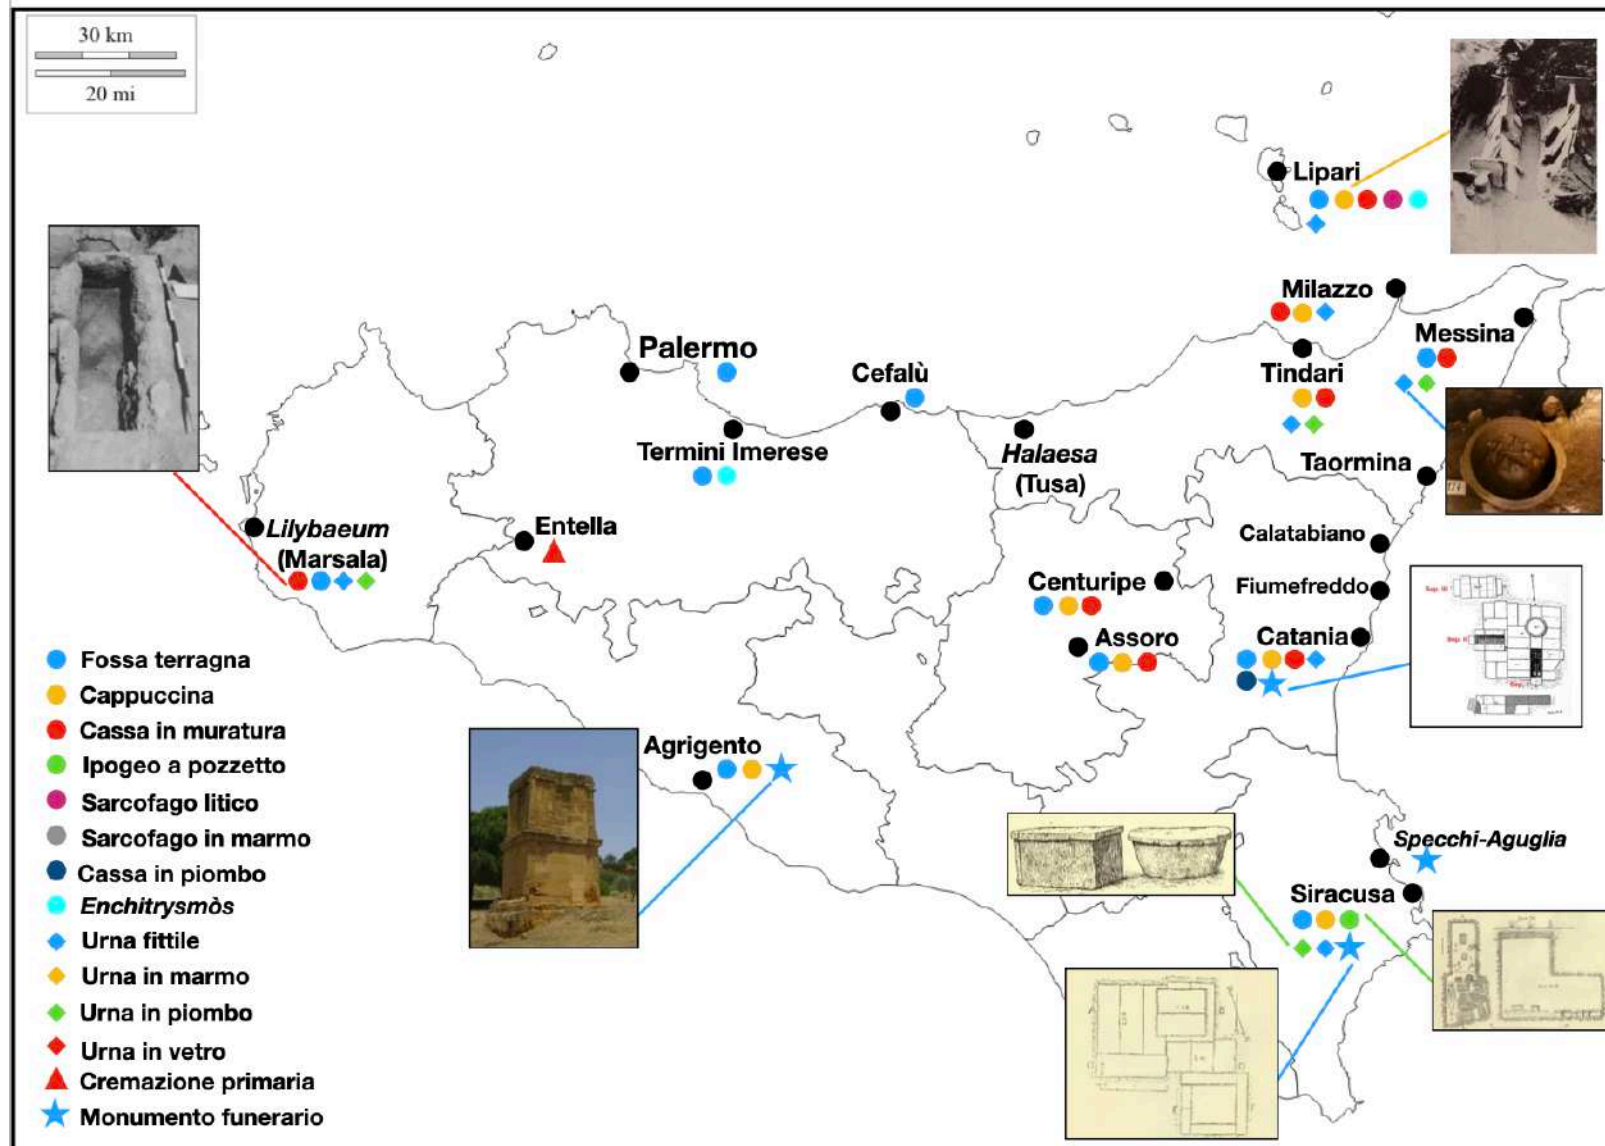 30 km
20 mi
Lipari
Milazzo
Messina
Palermo
Cefalù
Tindari
Termini Imerese
Halaesa
(Tusa)
Taormina
Lilybaeum
(Marsala)
Entella
Calatabiano
Centuripe
Fiumefreddo
Assoro
Catania
Agrigento
Specchi-Aguglia
Siracusa
Fossa terragna
Cappuccina
Cassa in muratura
Ipogeo a pozzetto
Sarcofago litico
Sarcofago in marmo
Cassa in piombo
Enchitrysmòs
Urna fittile
Urna in marmo
Urna in piombo
Urna in vetro
Cremazione primaria
Monumento funerario